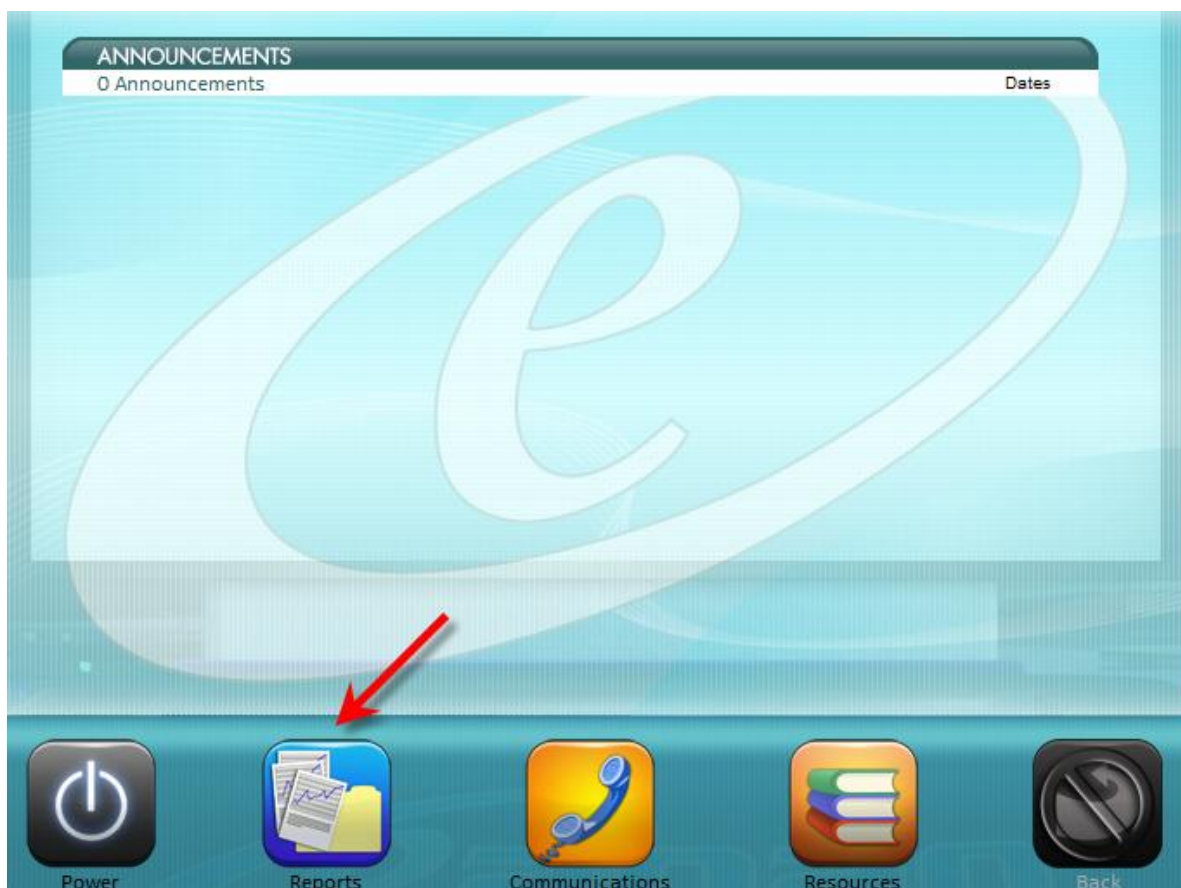 ANNOUNCEMENTS
0 Announcements Dates
e
Power Reports Communications Resources Back